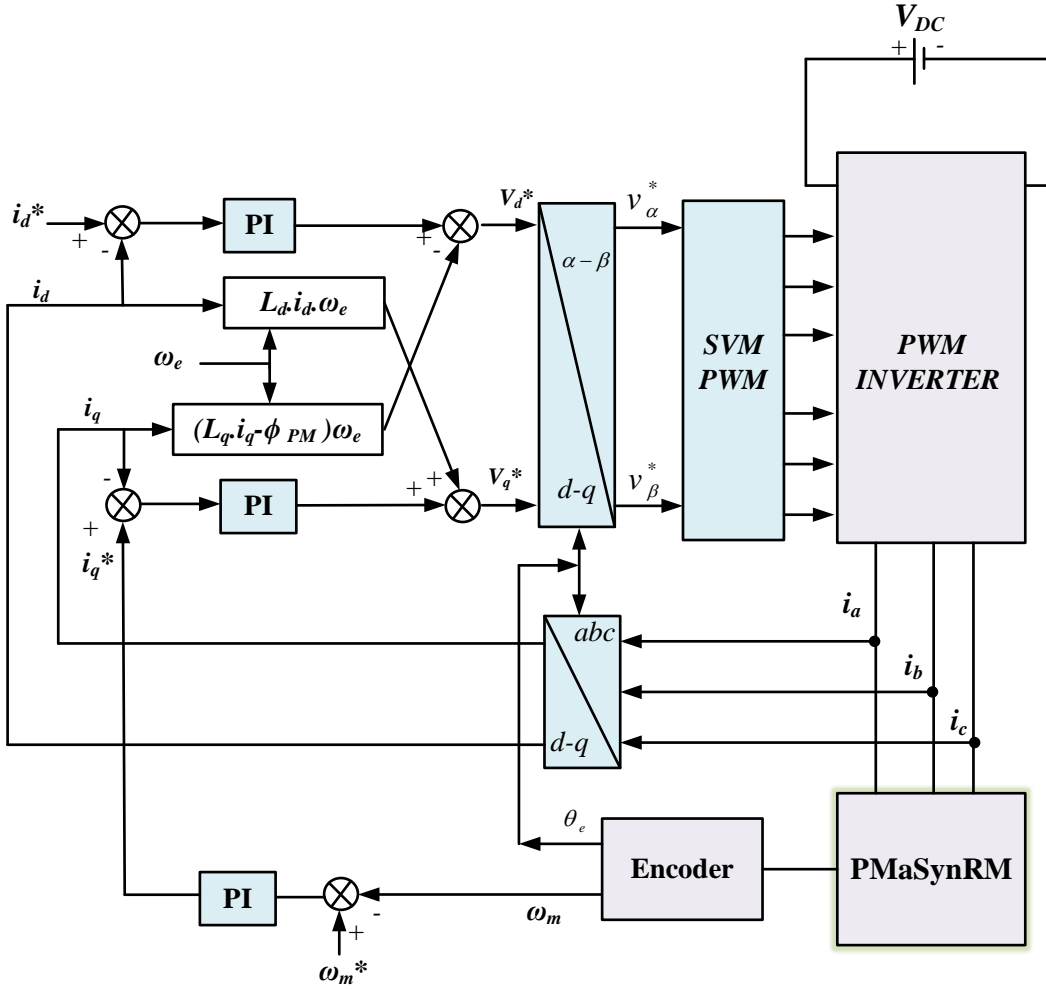 V_DC
+ -
i_d*
+
-
PI
+
-
V_d*
v_α^*
α – β
i_d
L_d.i_d.ω_e
SVM
PWM
PWM
INVERTER
ω_e
i_q
(L_q.i_q-ϕ_PM)ω_e
-
+
i_q*
PI
+
+
V_q*
d-q
v_β^*
i_a
abc
i_b
i_c
d-q
θ_e
Encoder
PMaSynRM
PI
-
+
ω_m
ω_m*